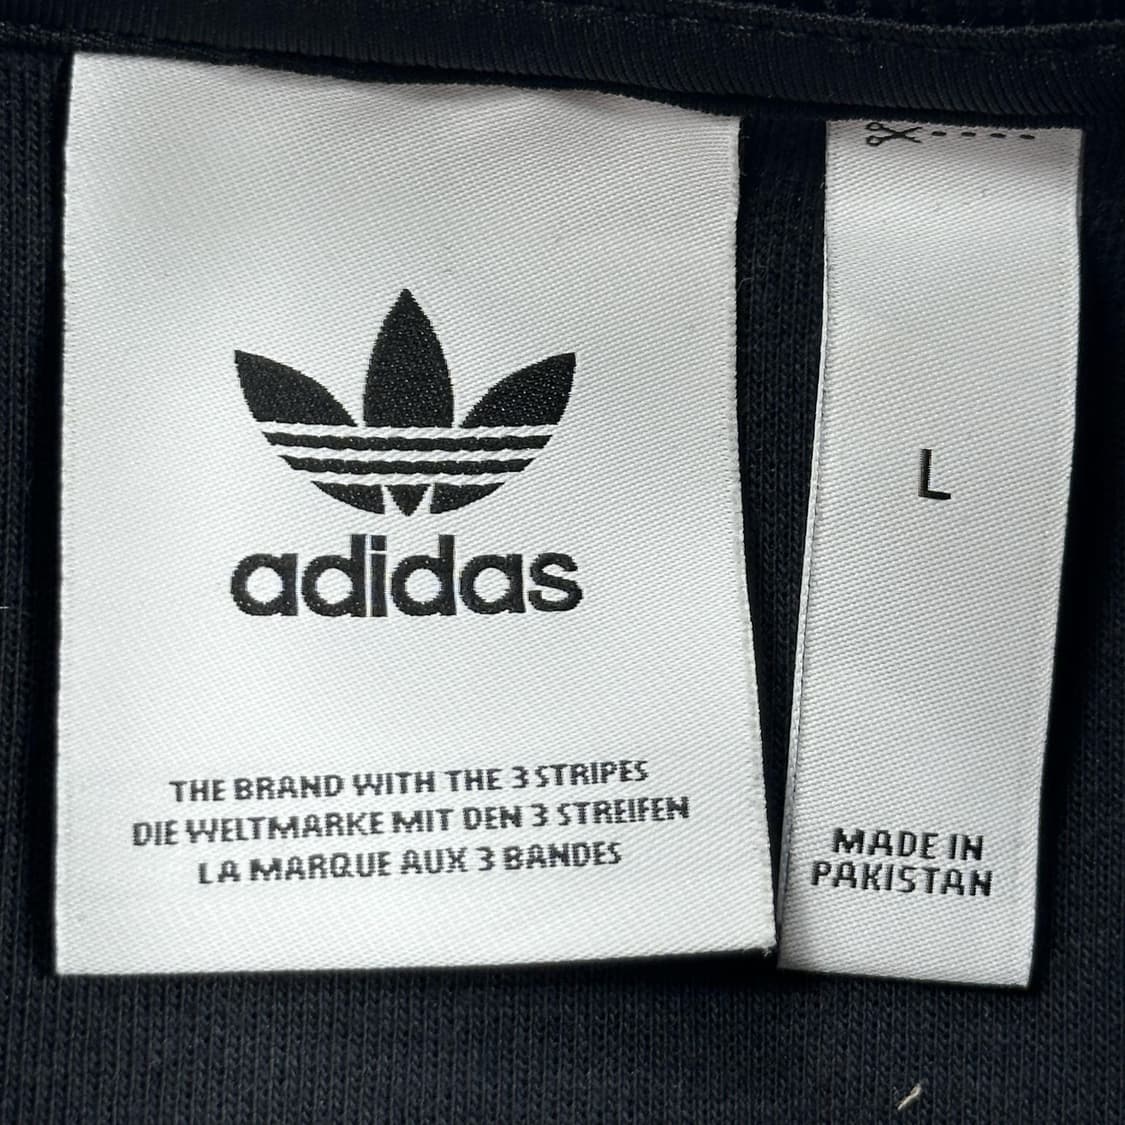 adidas
THE BRAND WITH THE 3 STRIPES
DIE WELTMARKE MIT DEN 3 STREIFEN
LA MARQUE AUX 3 BANDES
L
MADE IN
PAKISTAN